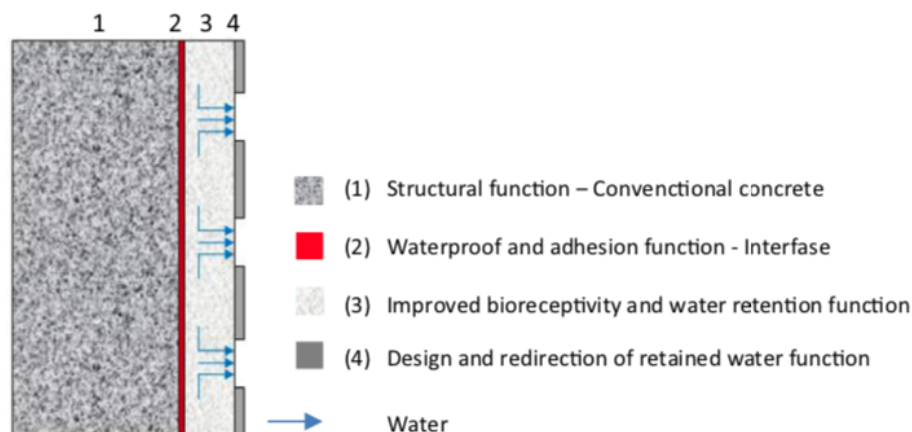 1 2 3 4
(1) Structural function – Convenctional concrete
(2) Waterproof and adhesion function - Interfase
(3) Improved bioreceptivity and water retention function
(4) Design and redirection of retained water function
Water